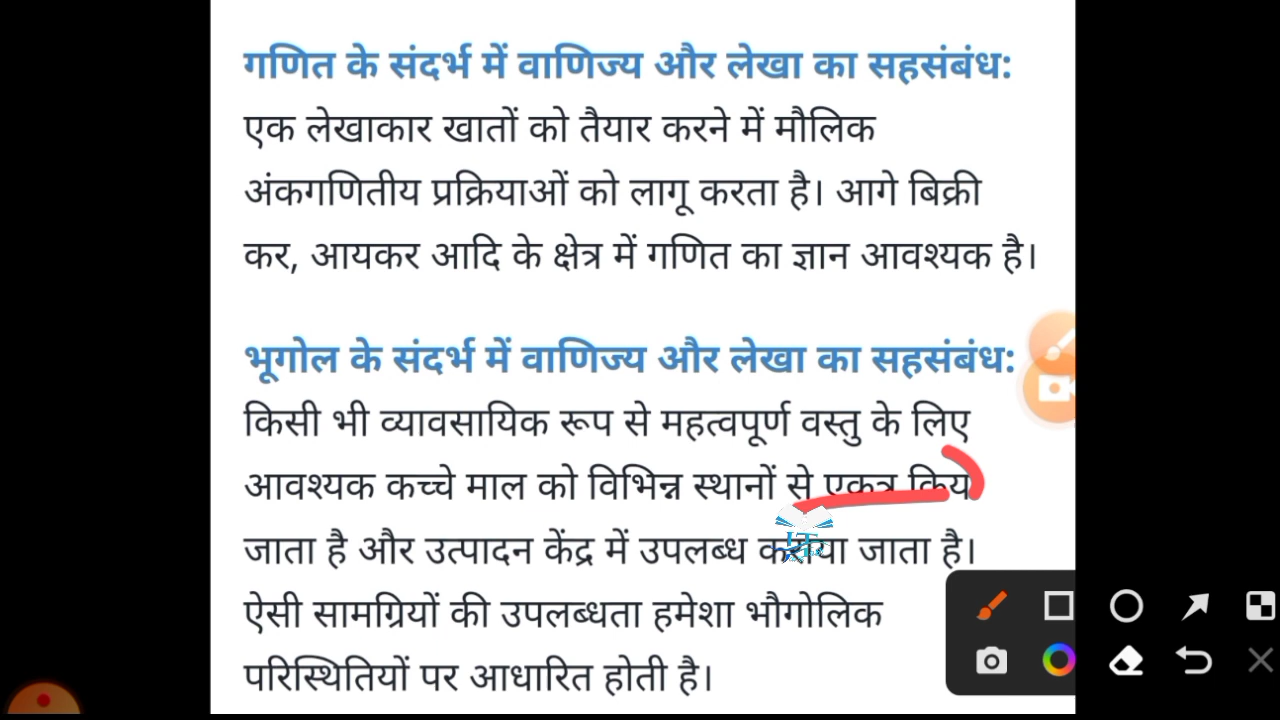 गणित के संदर्भ में वाणिज्य और लेखा का सहसंबंध:
एक लेखाकार खातों को तैयार करने में मौलिक
अंकगणितीय प्रक्रियाओं को लागू करता है। आगे बिक्री
कर, आयकर आदि के क्षेत्र में गणित का ज्ञान आवश्यक है।
भूगोल के संदर्भ में वाणिज्य और लेखा का सहसंबंध:
किसी भी व्यावसायिक रूप से महत्वपूर्ण वस्तु के लिए
आवश्यक कच्चे माल को विभिन्न स्थानों से एकत्र
जाता है और उत्पादन केंद्र में उपलब्ध कराया जाता है।
ऐसी सामग्रियों की उपलब्धता हमेशा भौगोलिक
परिस्थितियों पर आधारित होती है।